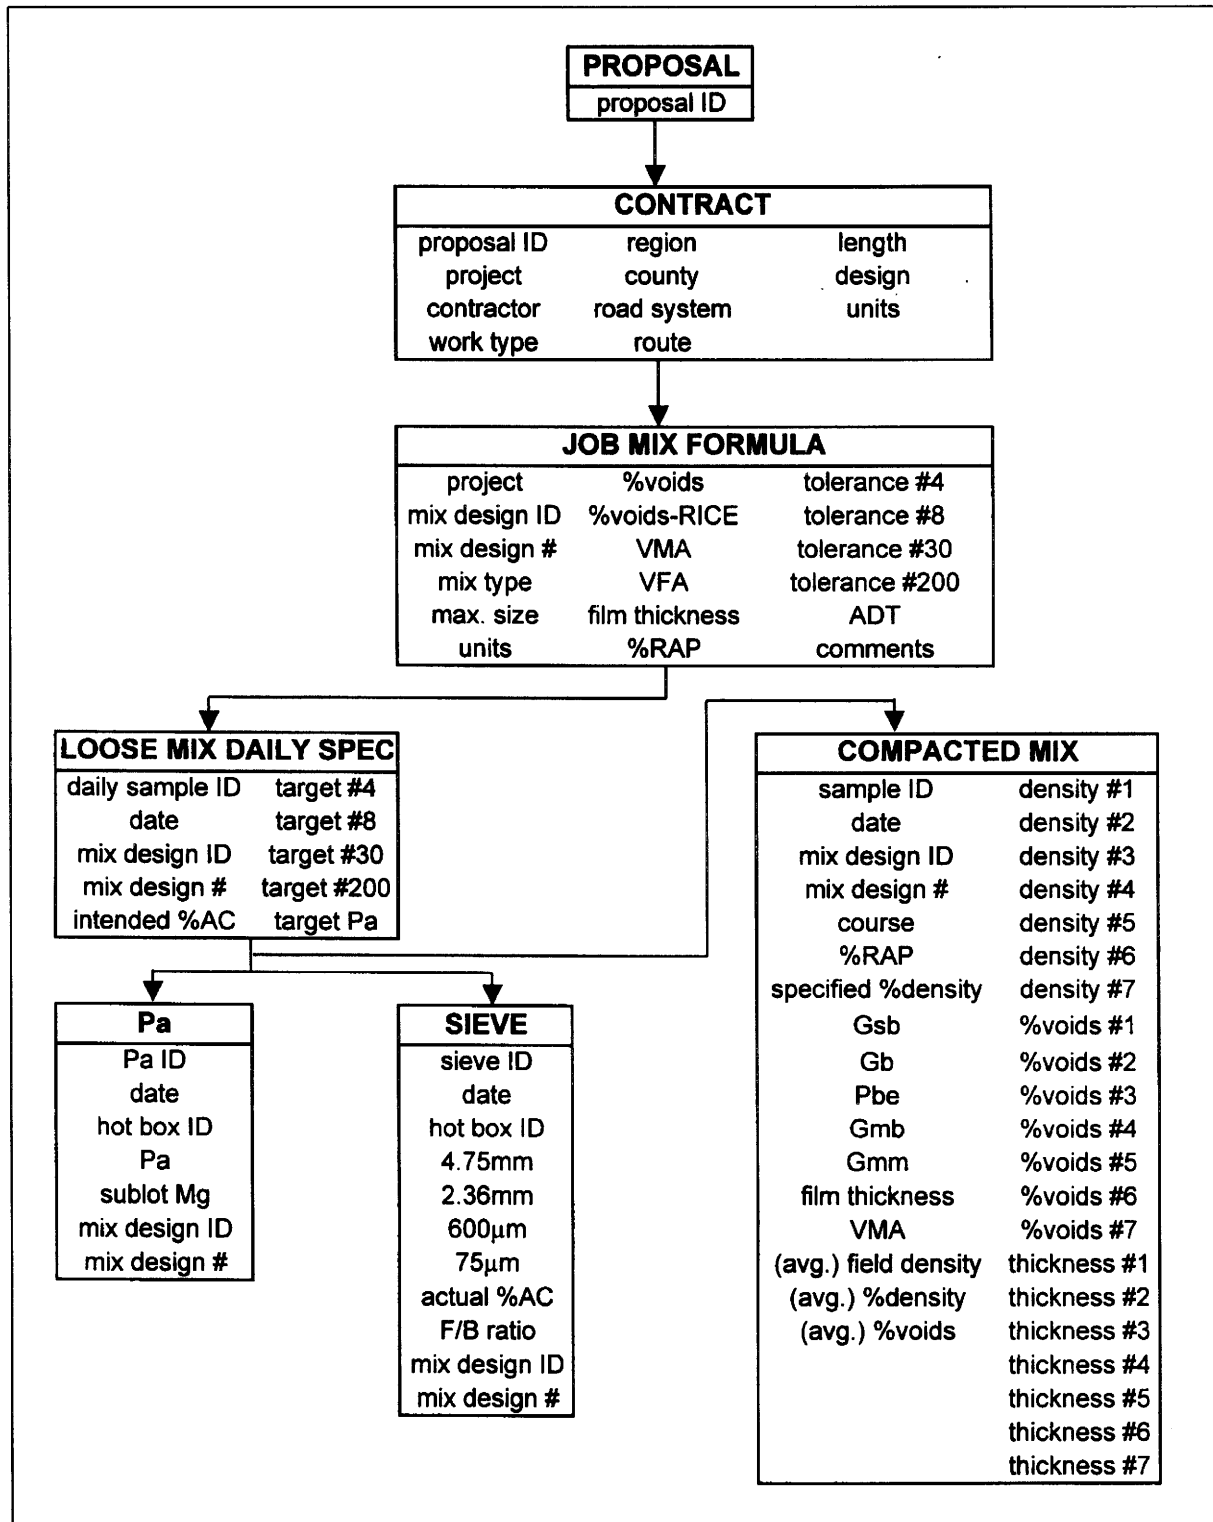 PROPOSAL
proposal ID
CONTRACT
proposal ID region length
project county design
contractor road system units
work type route
JOB MIX FORMULA
project %voids tolerance #4
mix design ID %voids-RICE tolerance #8
mix design # VMA tolerance #30
mix type VFA tolerance #200
max. size film thickness ADT
units %RAP comments
LOOSE MIX DAILY SPEC
daily sample ID target #4
date target #8
mix design ID target #30
mix design # target #200
intended %AC target Pa
Pa
Pa ID
date
hot box ID
Pa
sublot Mg
mix design ID
mix design #
SIEVE
sieve ID
date
hot box ID
4.75mm
2.36mm
600µm
75µm
actual %AC
F/B ratio
mix design ID
mix design #
COMPACTED MIX
sample ID density #1
date density #2
mix design ID density #3
mix design # density #4
course density #5
%RAP density #6
specified %density density #7
Gsb %voids #1
Gb %voids #2
Pbe %voids #3
Gmb %voids #4
Gmm %voids #5
film thickness %voids #6
VMA %voids #7
(avg.) field density thickness #1
(avg.) %density thickness #2
(avg.) %voids thickness #3
thickness #4
thickness #5
thickness #6
thickness #7